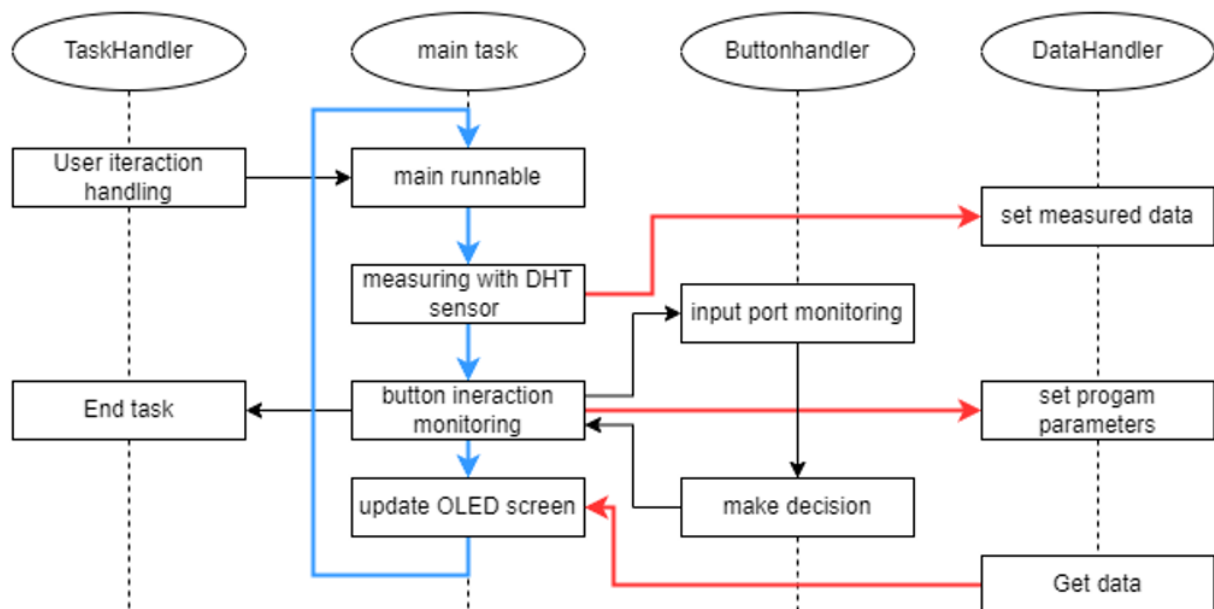 TaskHandler
main task
Buttonhandler
DataHandler
User iteraction
handling
main runnable
set measured data
measuring with DHT
sensor
input port monitoring
End task
button ineraction
monitoring
set progam
parameters
update OLED screen
make decision
Get data